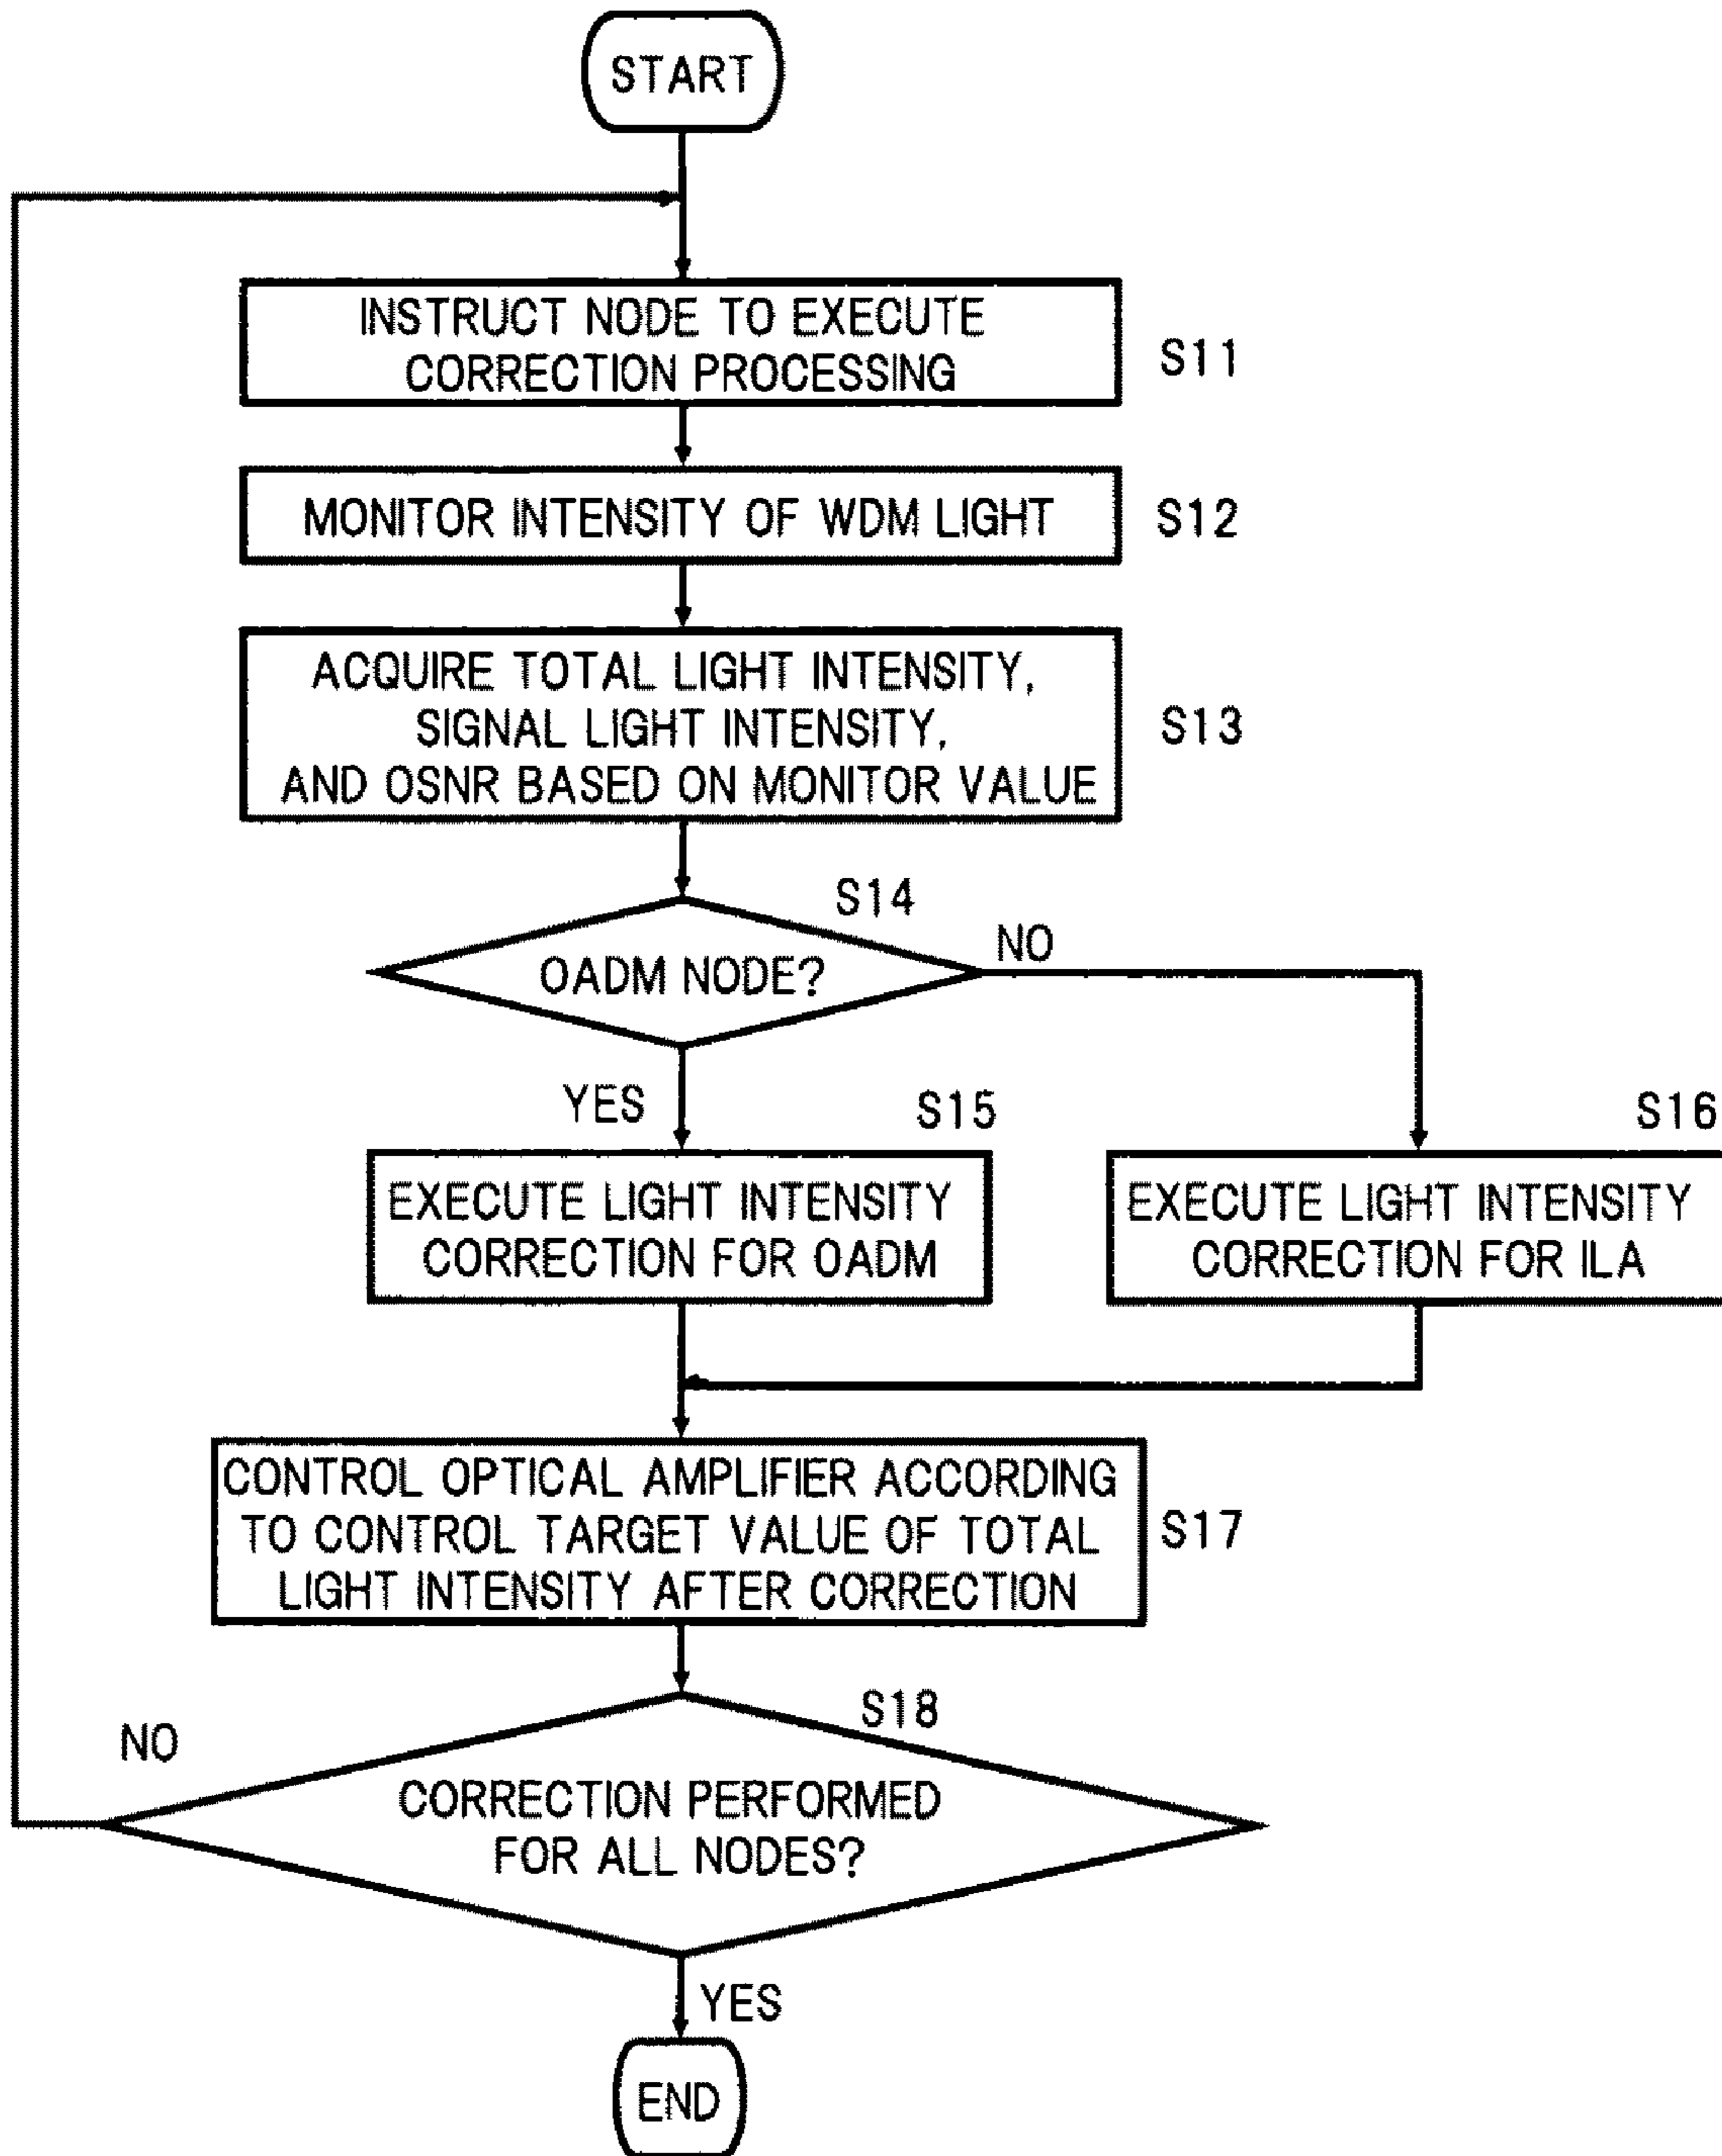 START
INSTRUCT NODE TO EXECUTE
CORRECTION PROCESSING
S11
MONITOR INTENSITY OF WDM LIGHT
S12
ACQUIRE TOTAL LIGHT INTENSITY,
SIGNAL LIGHT INTENSITY,
AND OSNR BASED ON MONITOR VALUE
S13
S14
OADM NODE?
NO
YES
S15
EXECUTE LIGHT INTENSITY
CORRECTION FOR OADM
S16
EXECUTE LIGHT INTENSITY
CORRECTION FOR ILA
CONTROL OPTICAL AMPLIFIER ACCORDING
TO CONTROL TARGET VALUE OF TOTAL
LIGHT INTENSITY AFTER CORRECTION
S17
S18
NO
CORRECTION PERFORMED
FOR ALL NODES?
YES
END